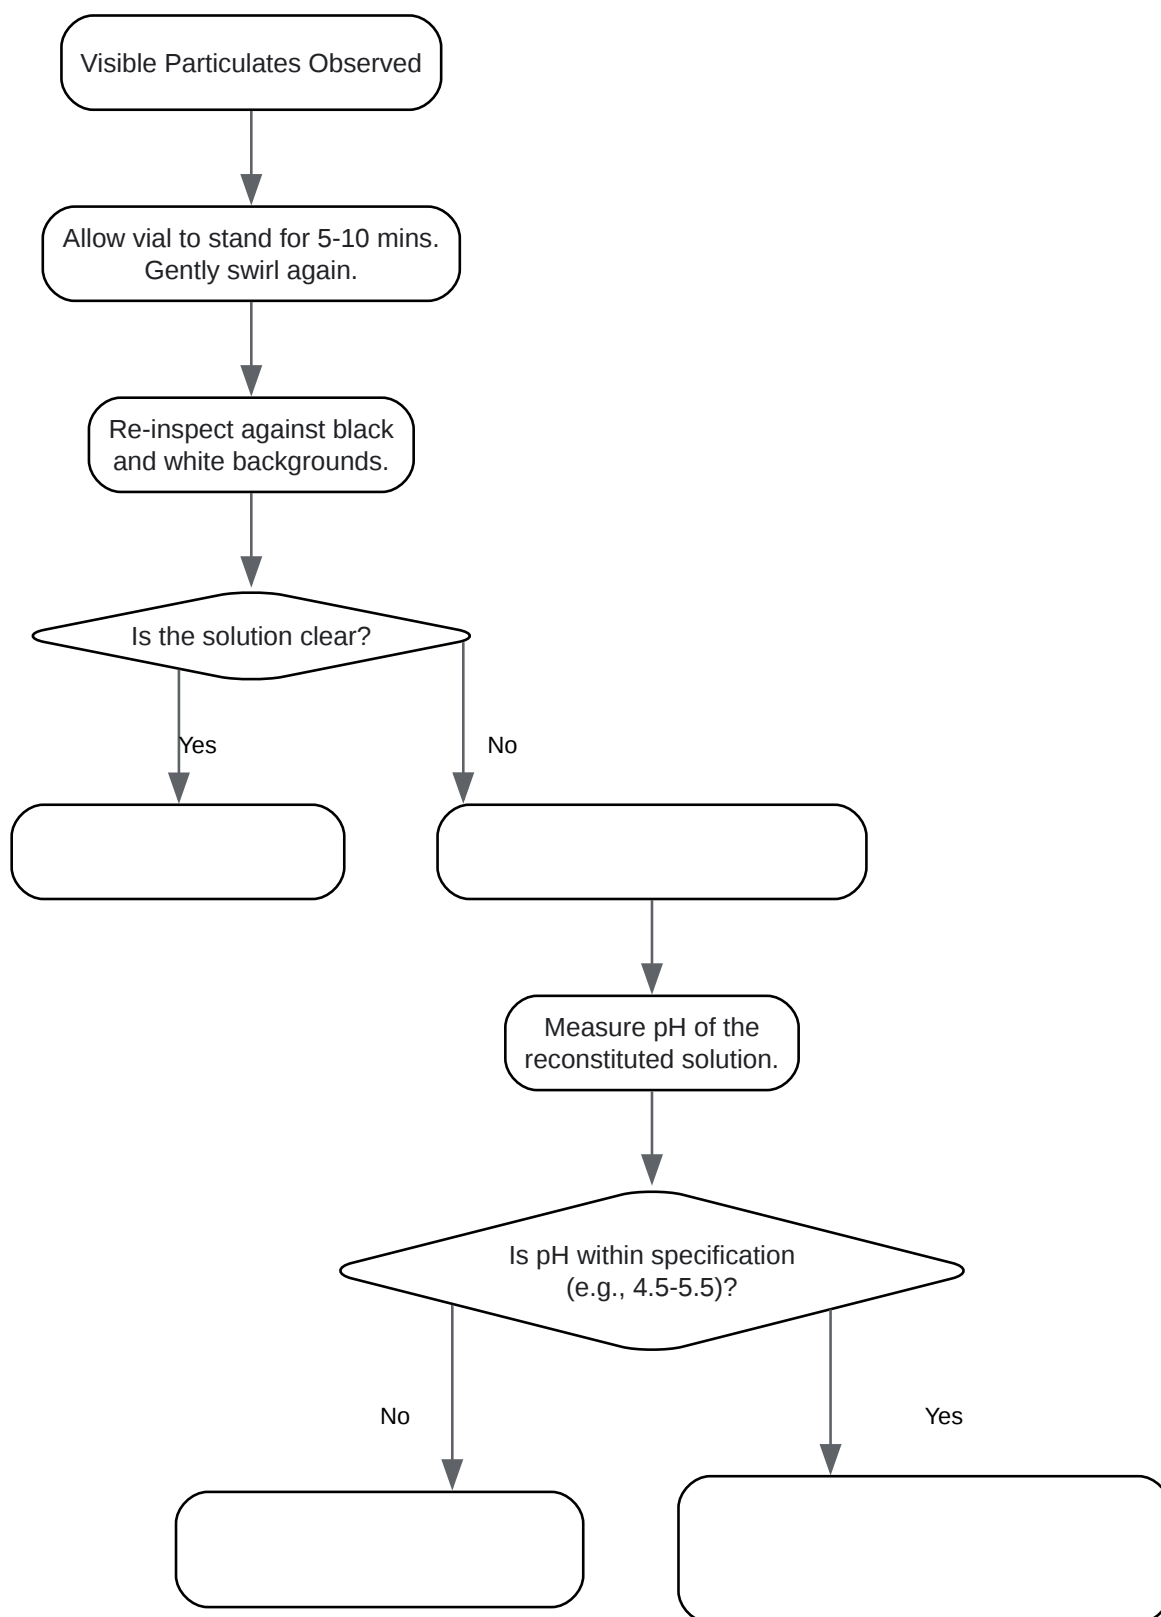 Visible Particulates Observed
Allow vial to stand for 5-10 mins.
Gently swirl again.
Re-inspect against black
and white backgrounds.
Is the solution clear?
Yes
No
Measure pH of the
reconstituted solution.
Is pH within specification
(e.g., 4.5-5.5)?
No
Yes